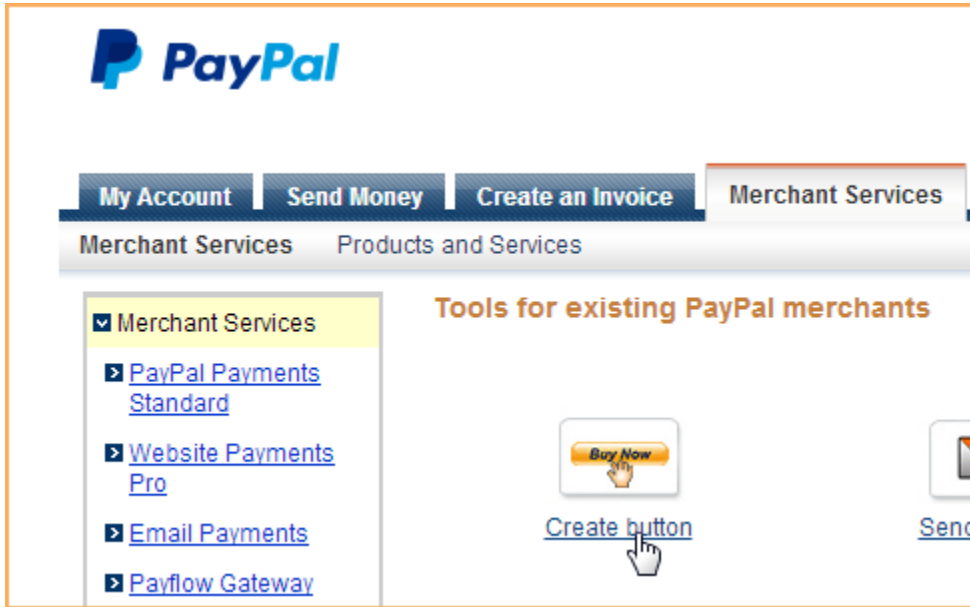 PayPal
My Account Send Money Create an Invoice Merchant Services
Merchant Services Products and Services
Merchant Services
PayPal Payments
Standard
Website Payments
Pro
Email Payments
Payflow Gateway
Tools for existing PayPal merchants
Buy Now
Create button